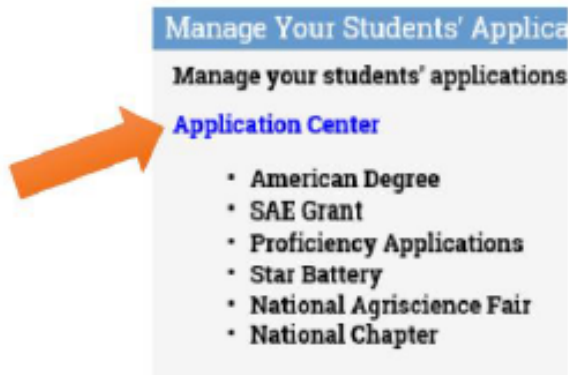 Manage Your Students' Applica
Manage your students' applications
Application Center
• American Degree
• SAE Grant
• Proficiency Applications
• Star Battery
• National Agriscience Fair
• National Chapter